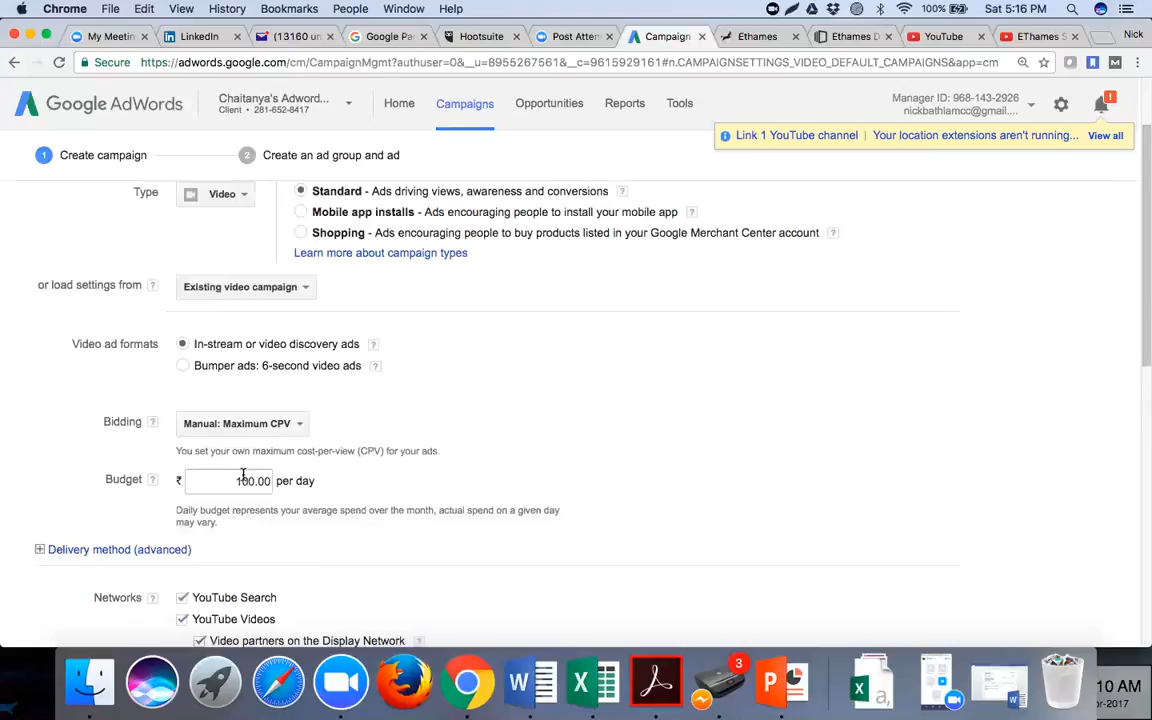 Chrome File Edit View History Bookmarks People Window Help 100% Sat 5:16 PM
My Meetin LinkedIn (13160 un Google Pa Hootsuite Post Atten Campaign Ethames Ethames D YouTube EThames S Nick
Secure https://adwords.google.com/cm/CampaignMgmt?authuser=0&__u=8955267561&__c=9615929161#n.CAMPAIGNSETTINGS_VIDEO_DEFAULT_CAMPAIGNS&app=cm
Google AdWords
Chaitanya's Adword...
Client • 281-652-8417
Home Campaigns Opportunities Reports Tools
Manager ID: 968-143-2926
nickbathlamcc@gmail....
!
Link 1 YouTube channel Your location extensions aren't running... View all
1 Create campaign 2 Create an ad group and ad
Type Video Standard - Ads driving views, awareness and conversions ?
Mobile app installs - Ads encouraging people to install your mobile app ?
Shopping - Ads encouraging people to buy products listed in your Google Merchant Center account ?
Learn more about campaign types
or load settings from ? Existing video campaign
Video ad formats In-stream or video discovery ads ?
Bumper ads: 6-second video ads ?
Bidding ? Manual: Maximum CPV
You set your own maximum cost-per-view (CPV) for your ads.
Budget ? ₹ 100.00 per day
Daily budget represents your average spend over the month, actual spend on a given day
may vary.
Delivery method (advanced)
Networks ? YouTube Search
YouTube Videos
Video partners on the Display Network ?
3
10 AM
pr-2017